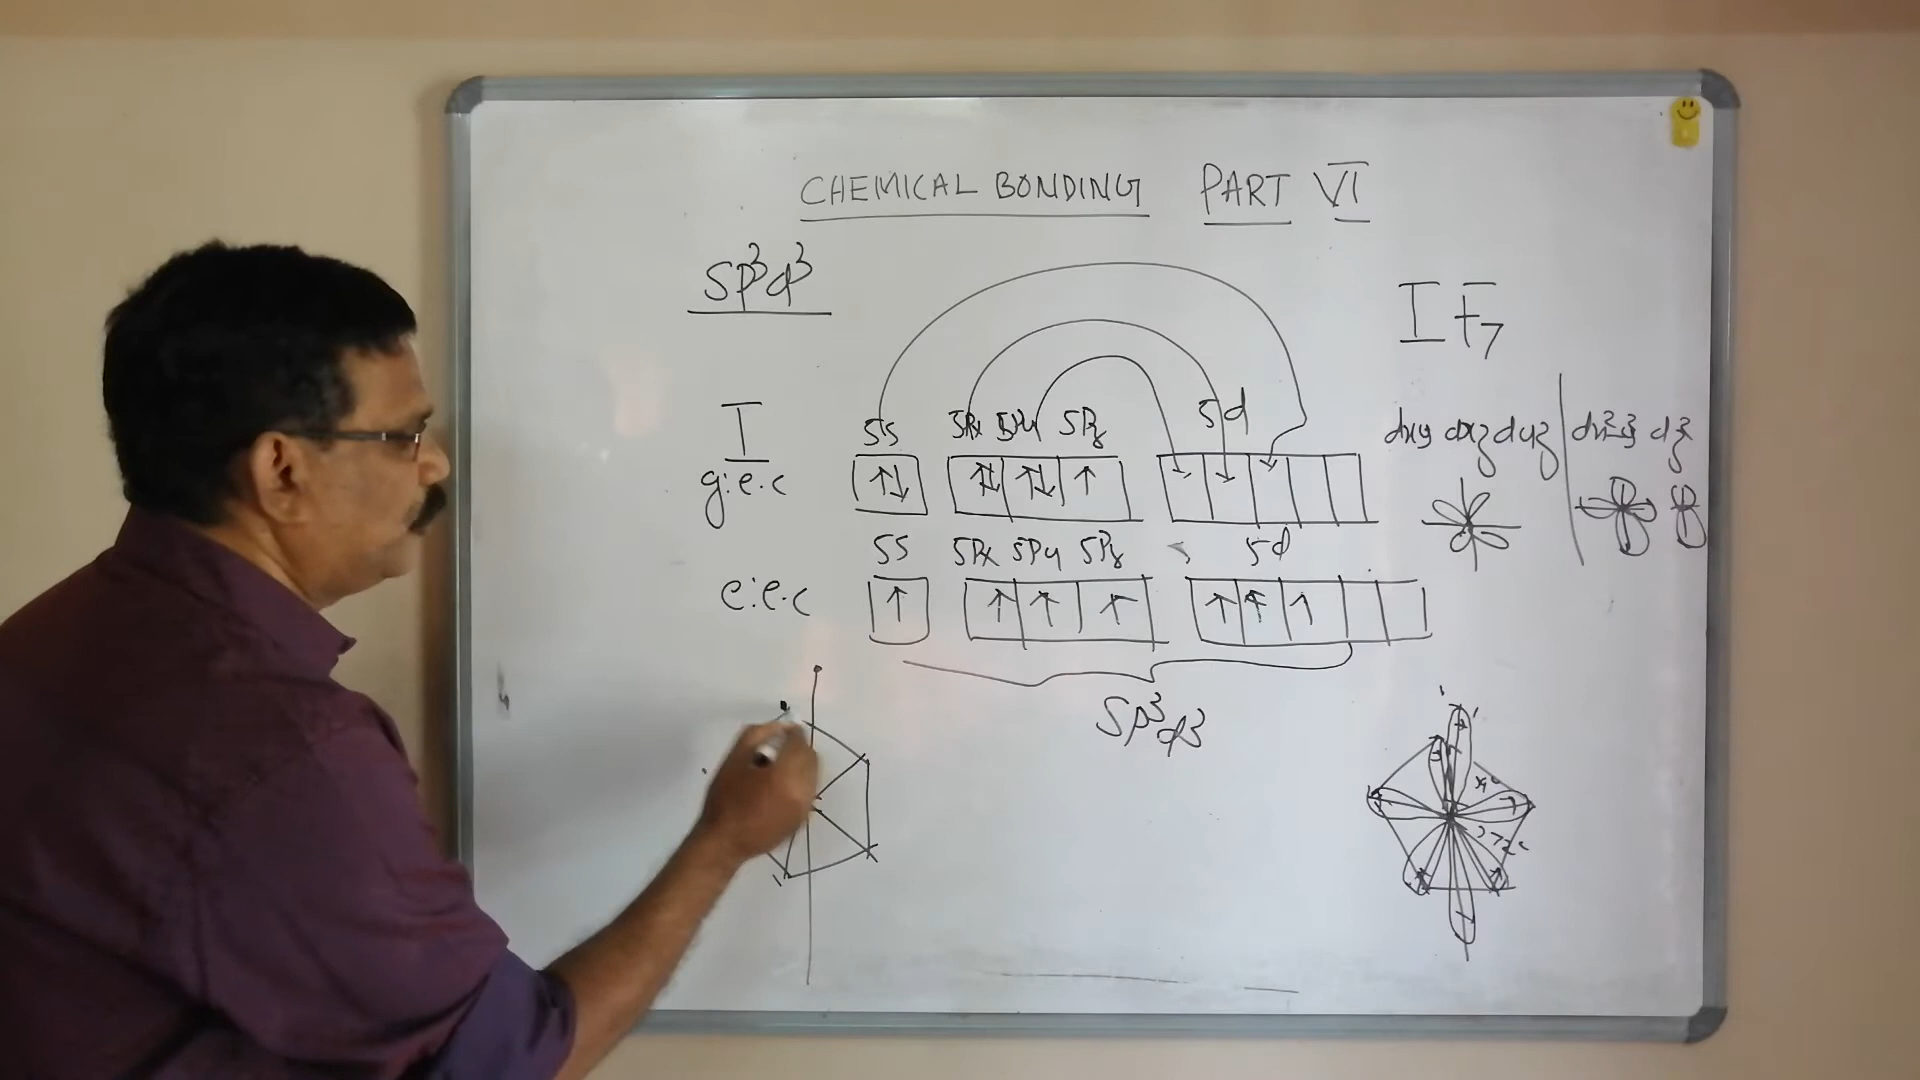 CHEMICAL BONDING PART VI
SP³d³
IF₇
I
5S 5Px 5Py 5Pz 5d
g.e.c ↑↓ ↑↓ ↑↓ ↑
dxy dxz dyz dx²-y² dz²
5S 5Px 5Py 5Pz 5d
e.e.c ↑ ↑ ↑ ↑ ↑ ↑ ↑
SP³d³
72°